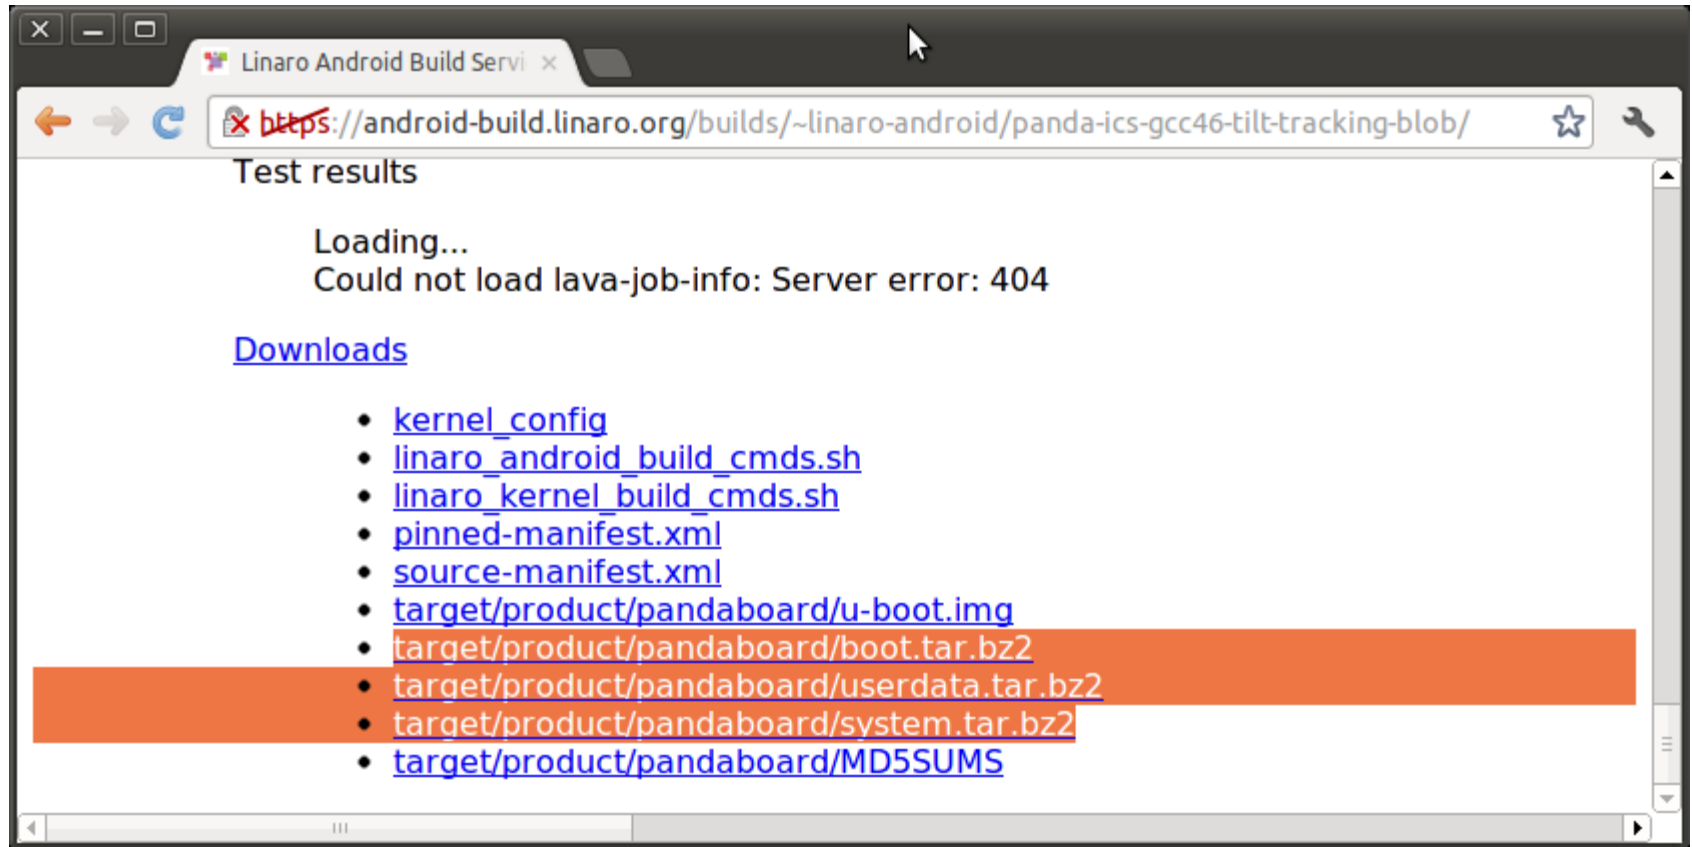 Linaro Android Build Servi
https://android-build.linaro.org/builds/~linaro-android/panda-ics-gcc46-tilt-tracking-blob/
Test results
Loading...
Could not load lava-job-info: Server error: 404
Downloads
kernel_config
linaro_android_build_cmds.sh
linaro_kernel_build_cmds.sh
pinned-manifest.xml
source-manifest.xml
target/product/pandaboard/u-boot.img
target/product/pandaboard/boot.tar.bz2
target/product/pandaboard/userdata.tar.bz2
target/product/pandaboard/system.tar.bz2
target/product/pandaboard/MD5SUMS